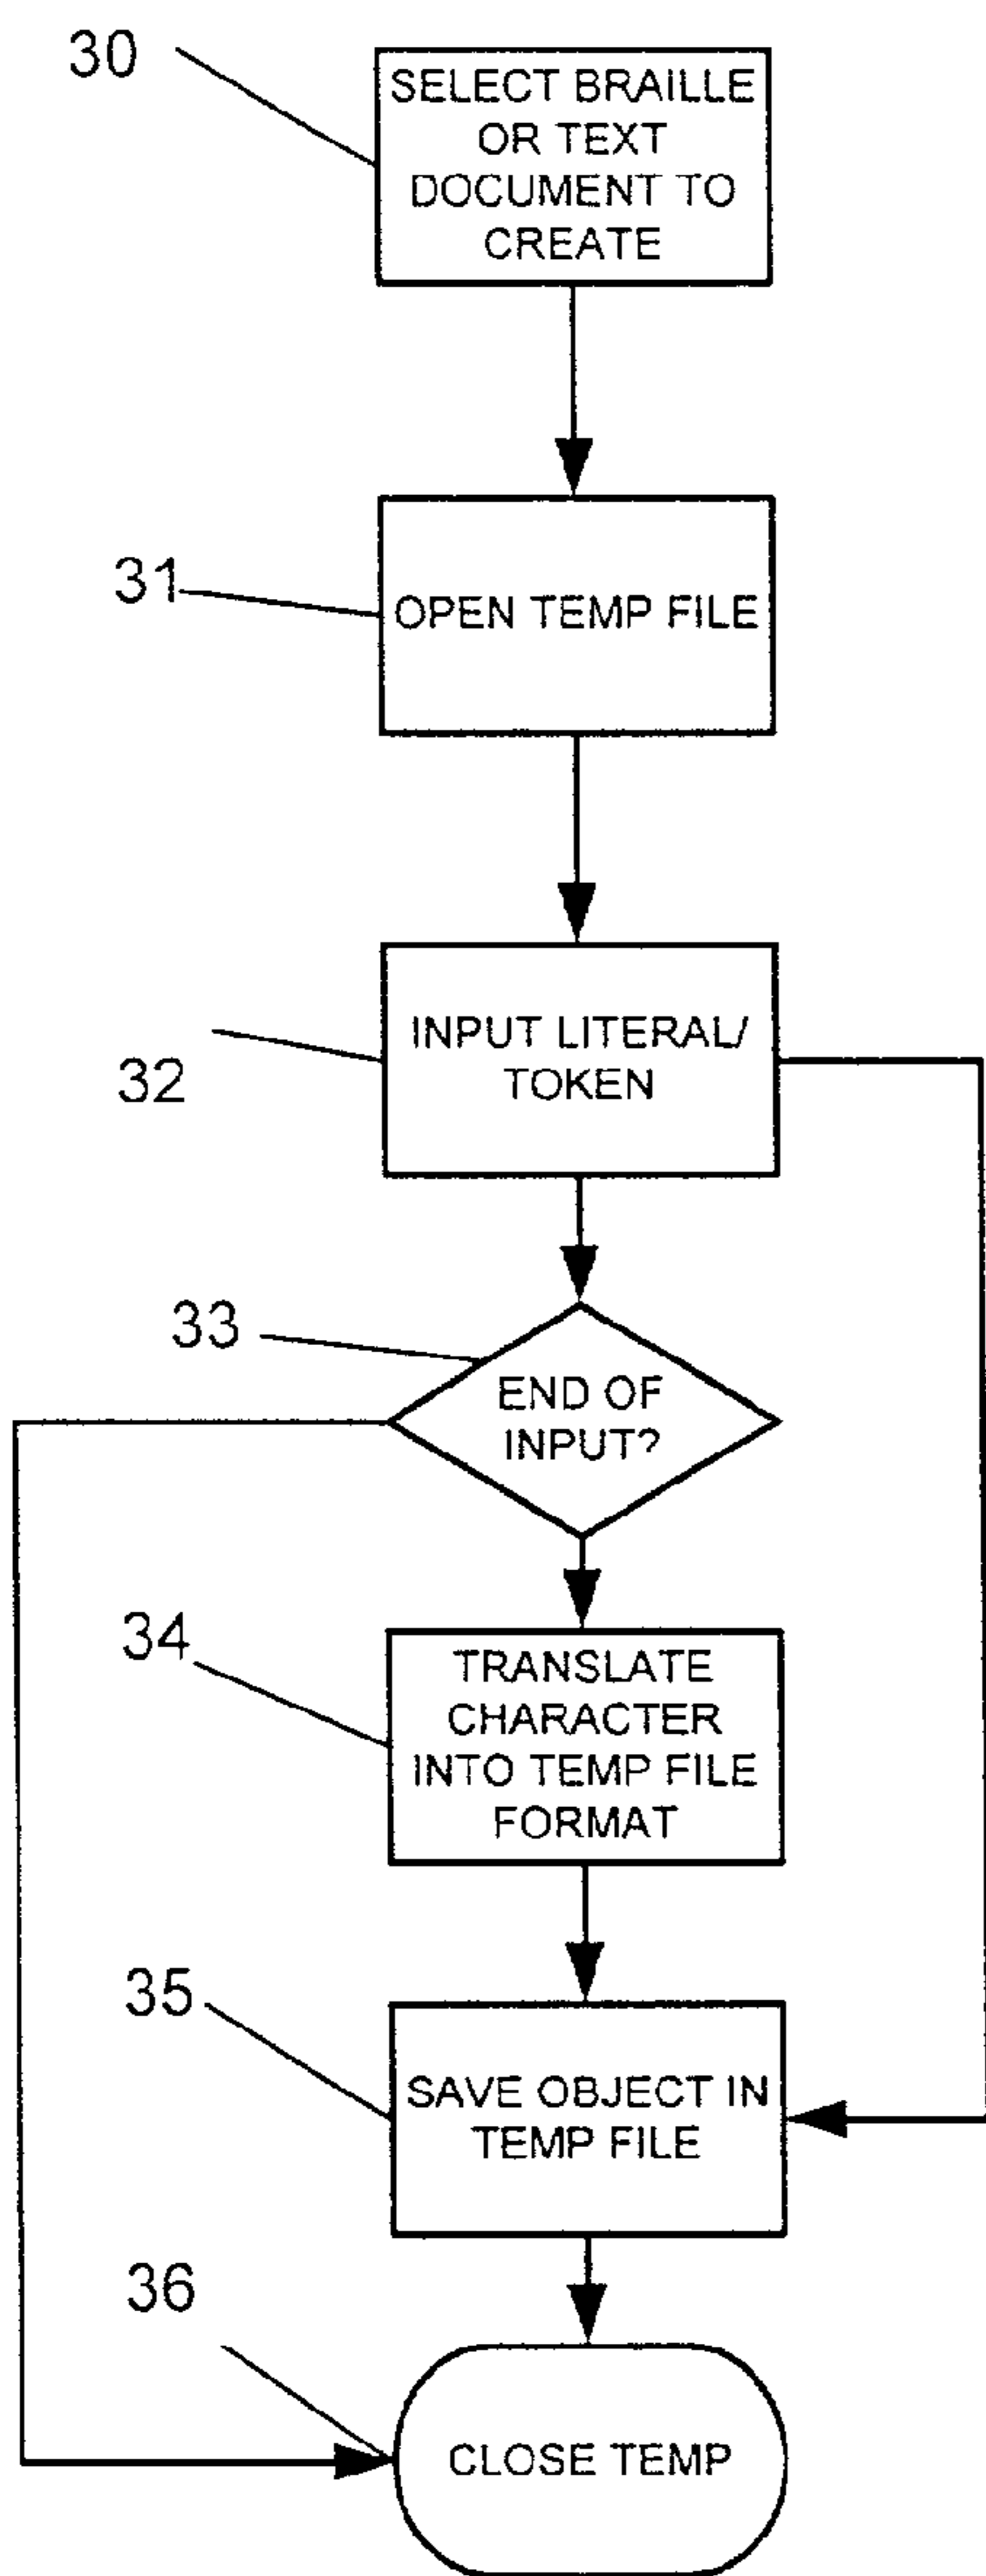 30
SELECT BRAILLE
OR TEXT
DOCUMENT TO
CREATE
31
OPEN TEMP FILE
32
INPUT LITERAL/
TOKEN
33
END OF
INPUT?
34
TRANSLATE
CHARACTER
INTO TEMP FILE
FORMAT
35
SAVE OBJECT IN
TEMP FILE
36
CLOSE TEMP